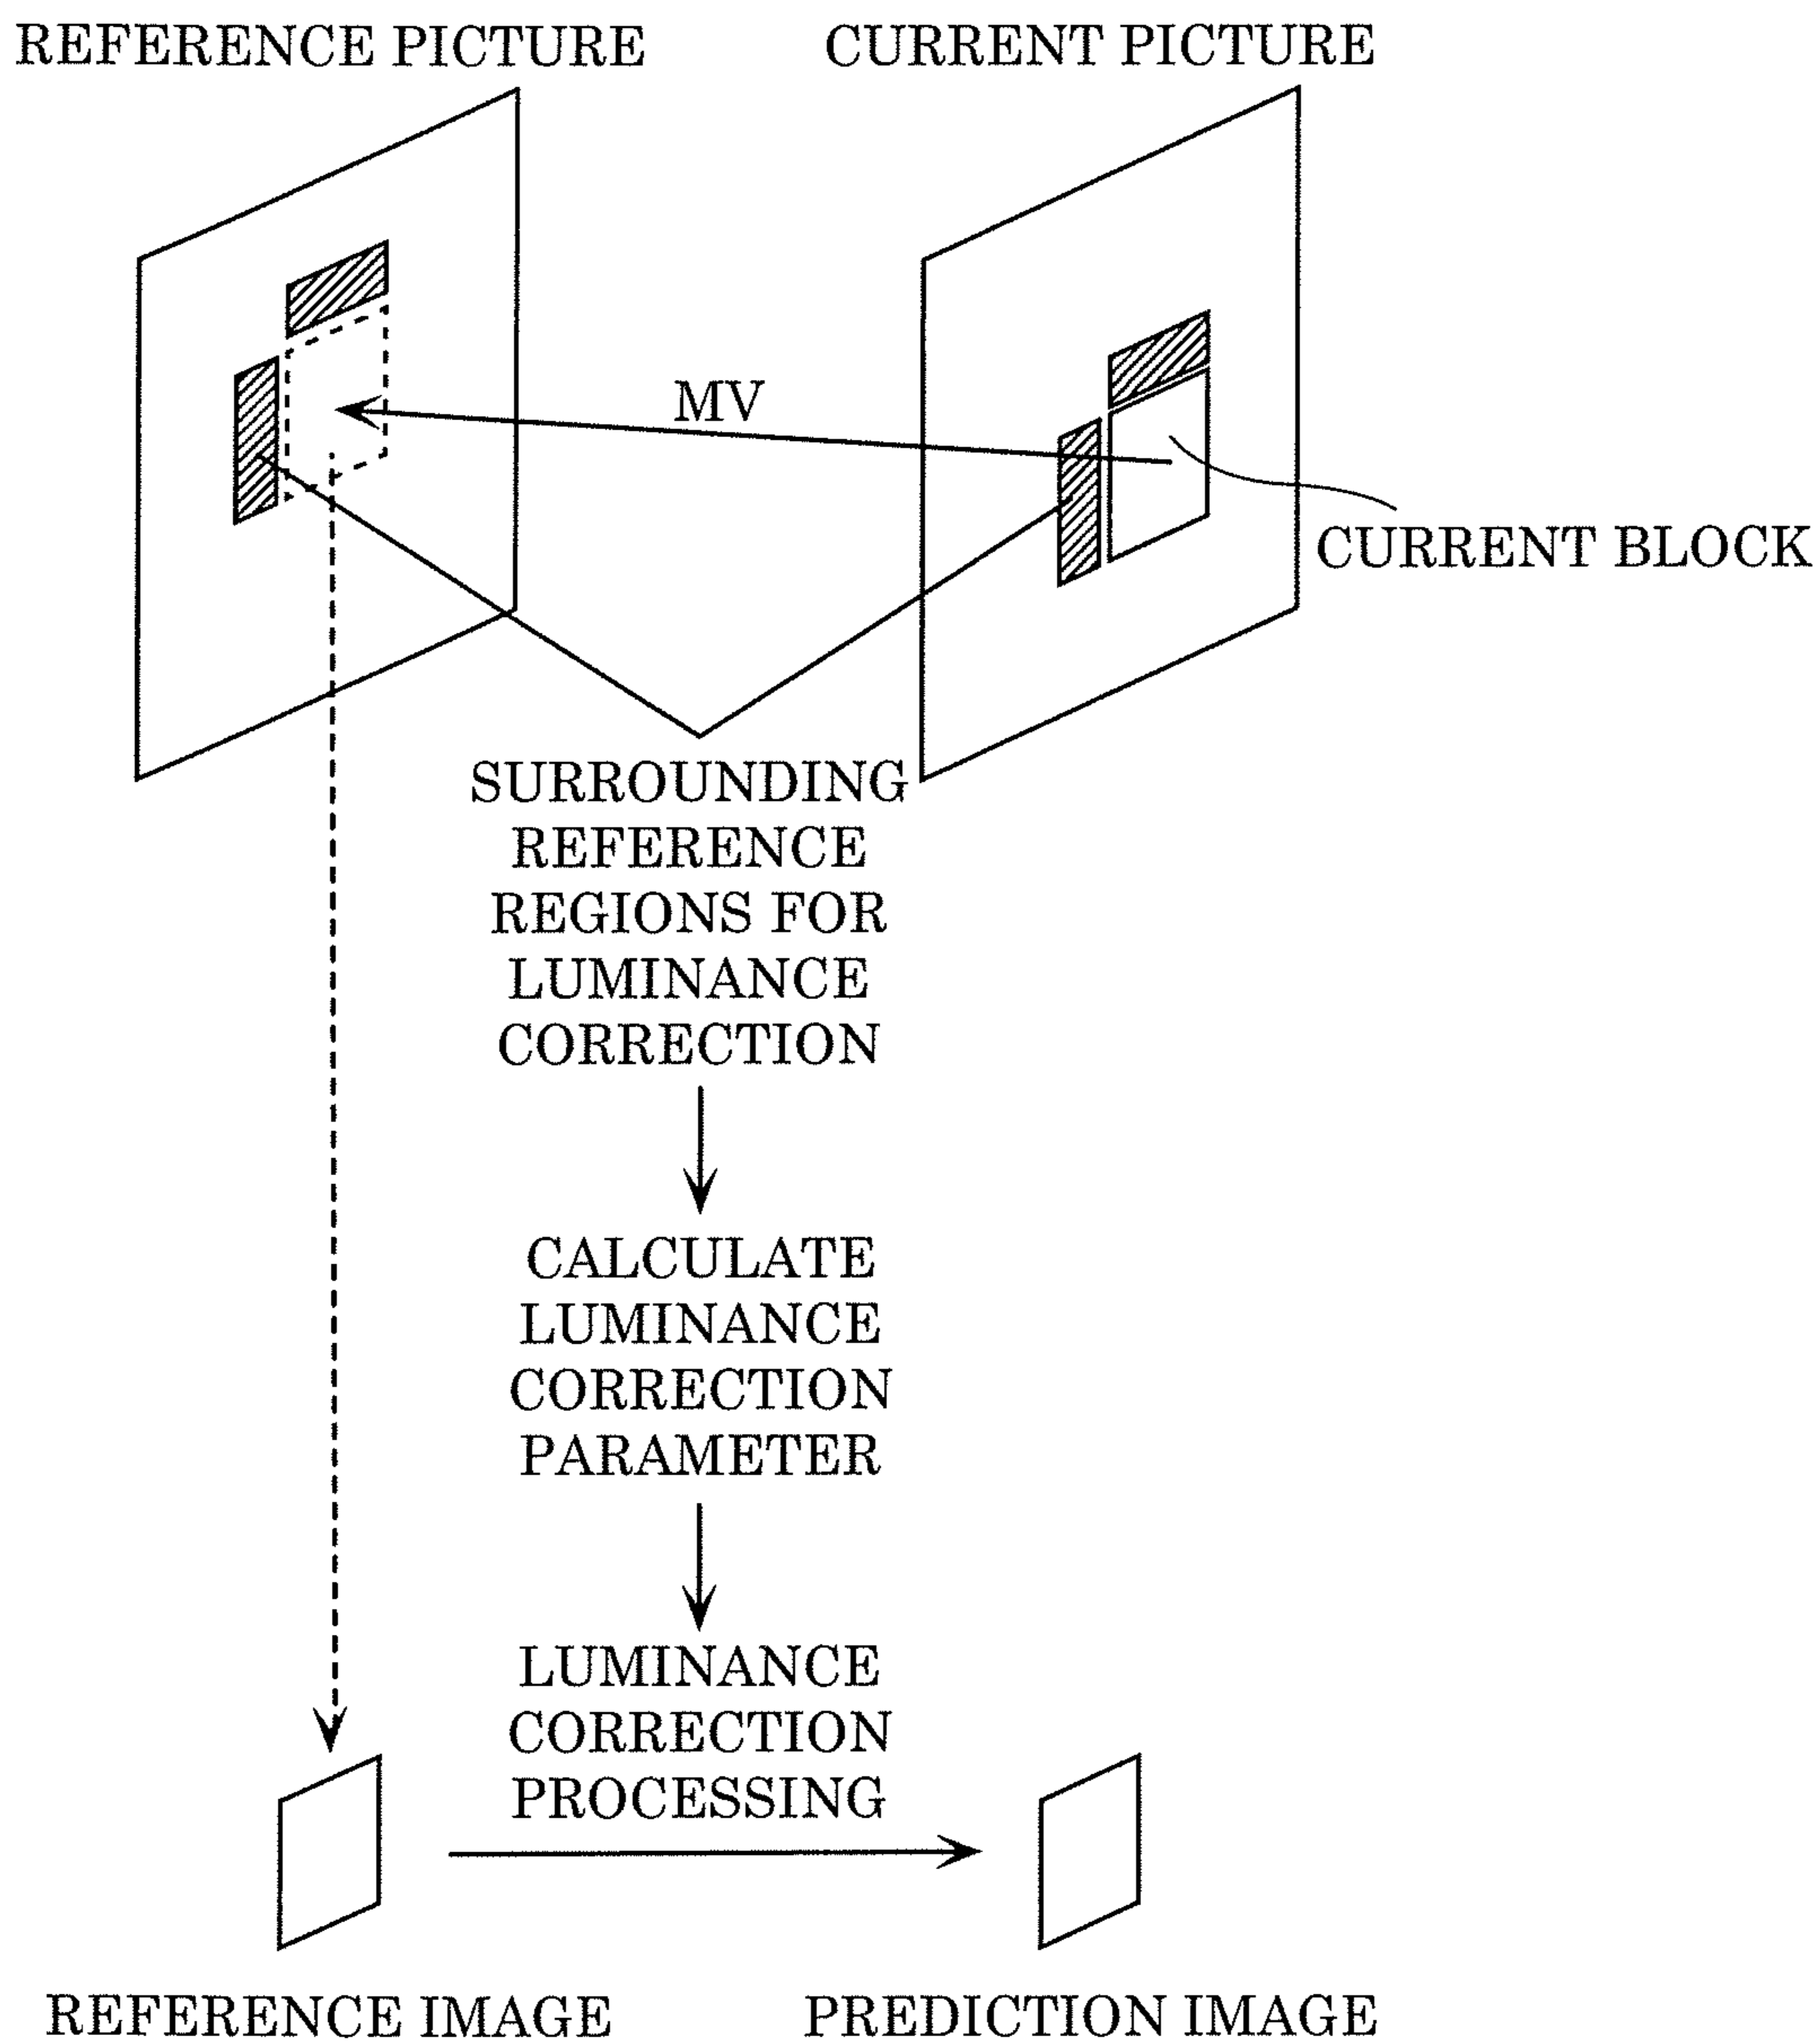 REFERENCE PICTURE
CURRENT PICTURE
MV
CURRENT BLOCK
SURROUNDING
REFERENCE
REGIONS FOR
LUMINANCE
CORRECTION
CALCULATE
LUMINANCE
CORRECTION
PARAMETER
LUMINANCE
CORRECTION
PROCESSING
REFERENCE IMAGE
PREDICTION IMAGE